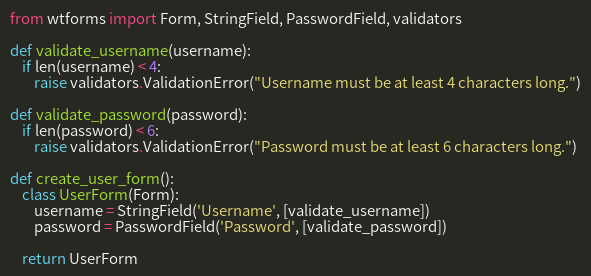 from wtforms import Form, StringField, PasswordField, validators

def validate_username(username):
    if len(username) < 4:
        raise validators.ValidationError("Username must be at least 4 characters long.")

def validate_password(password):
    if len(password) < 6:
        raise validators.ValidationError("Password must be at least 6 characters long.")

def create_user_form():
    class UserForm(Form):
        username = StringField('Username', [validate_username])
        password = PasswordField('Password', [validate_password])

    return UserForm